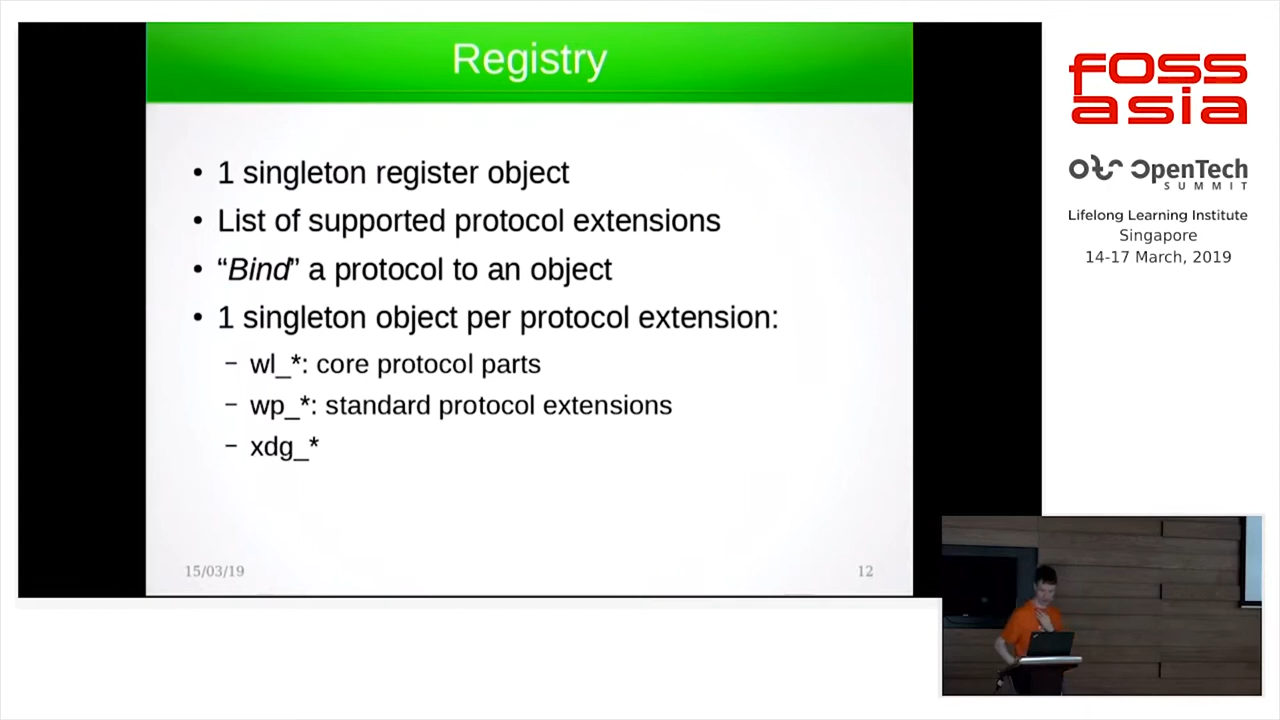 Registry
• 1 singleton register object
• List of supported protocol extensions
• “Bind” a protocol to an object
• 1 singleton object per protocol extension:
– wl_*: core protocol parts
– wp_*: standard protocol extensions
– xdg_*
15/03/19
12
fOSS
asia
OpenTech
SUMMIT
Lifelong Learning Institute
Singapore
14-17 March, 2019